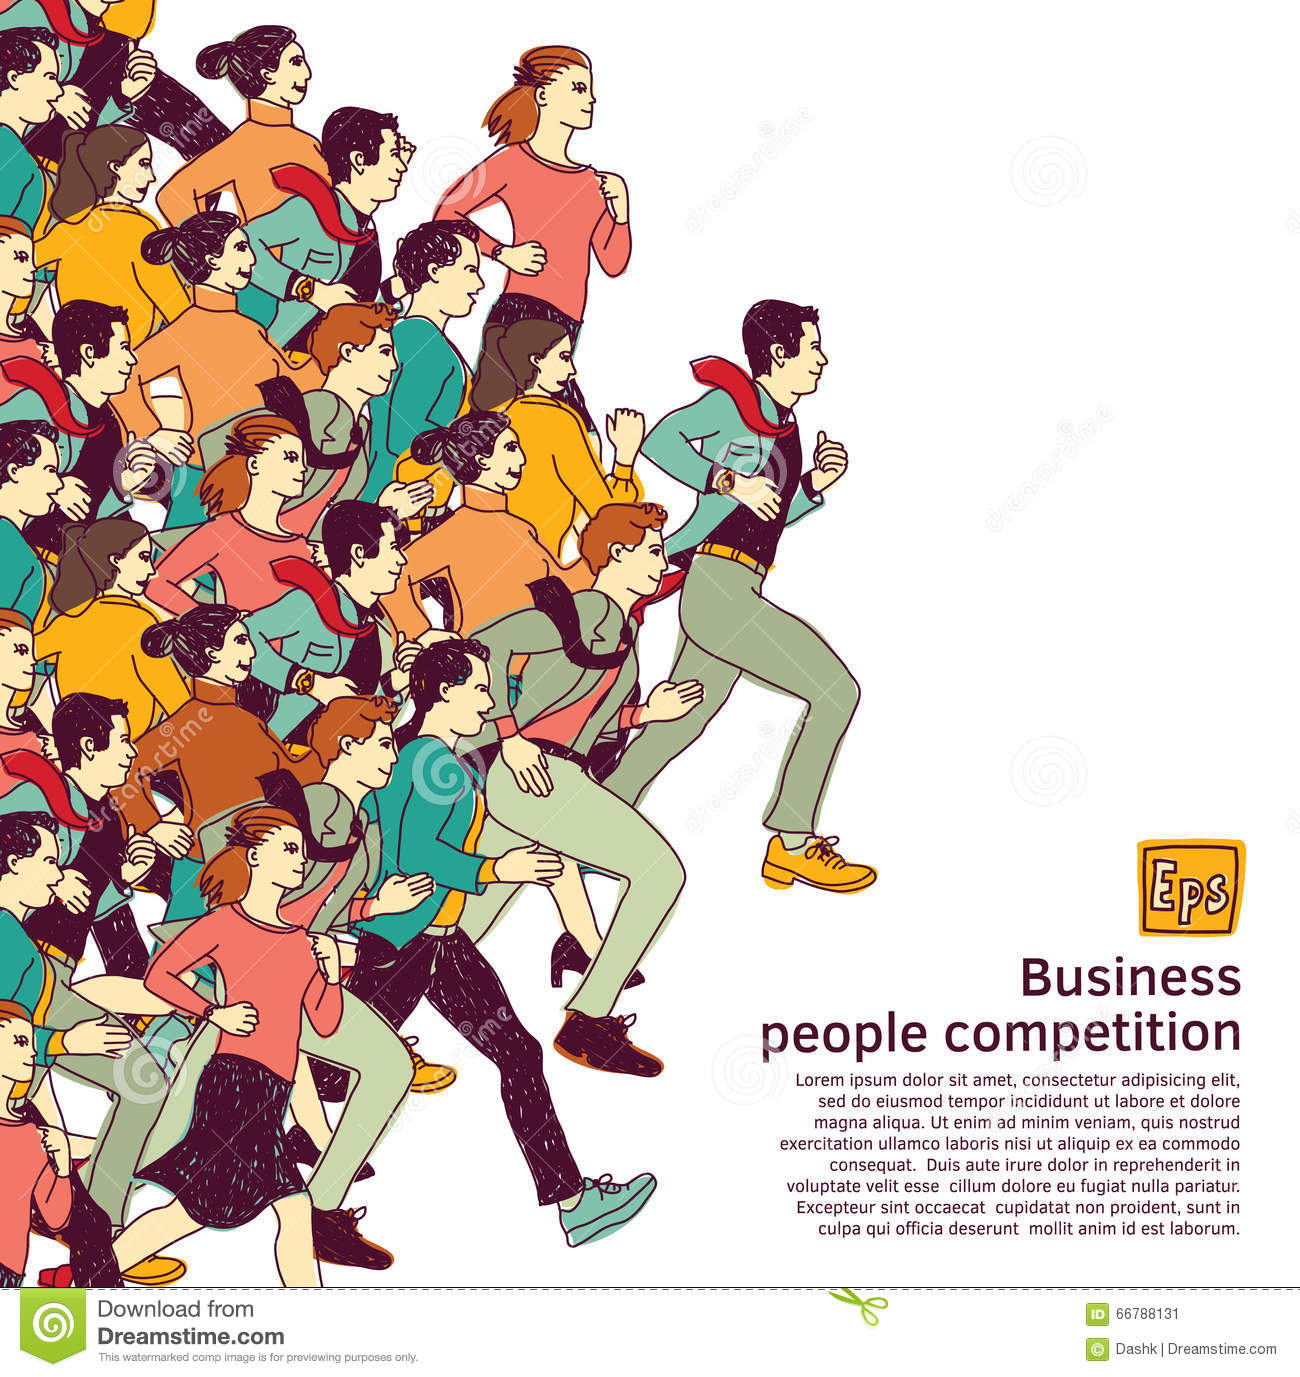 Eps
Business
people competition
Lorem ipsum dolor sit amet, consectetur adipisicing elit,
sed do eiusmod tempor incididunt ut labore et dolore
magna aliqua. Ut enim ad minim veniam, quis nostrud
exercitation ullamco laboris nisi ut aliquip ex ea commodo
consequat. Duis aute irure dolor in reprehenderit in
voluptate velit esse cillum dolore eu fugiat nulla pariatur.
Excepteur sint occaecat cupidatat non proident, sunt in
culpa qui officia deserunt mollit anim id est laborum.
Download from
Dreamstime.com
This watermarked comp image is for previewing purposes only.
ID 66788131
© Dashk | Dreamstime.com